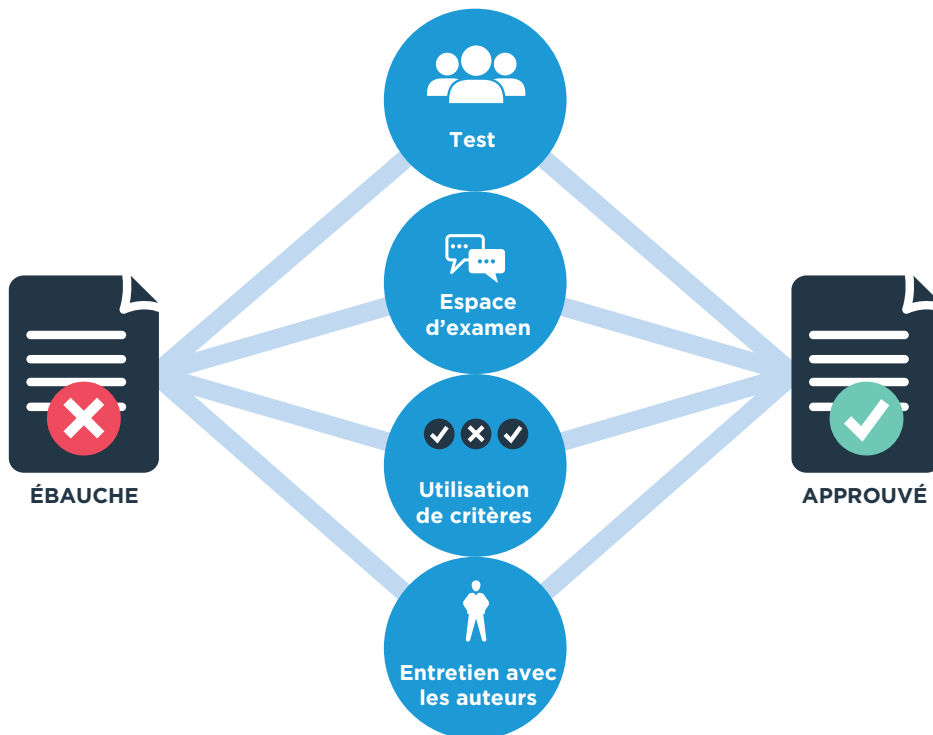 Test
Espace
d’examen
ÉBAUCHE
APPROUVÉ
Utilisation
de critères
Entretien avec
les auteurs